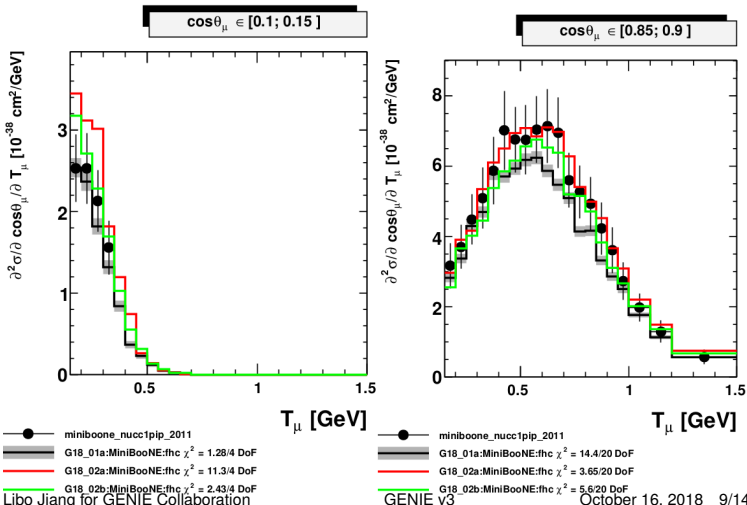 cosθμ ∈ [0.1; 0.15 ]
∂²σ/∂ cosθμ/∂ Tμ [10⁻³⁸ cm²/GeV]
3
2
1
0
0.5
1
1.5
Tμ [GeV]
miniboone_nucc1pip_2011
G18_01a:MiniBooNE:fhc χ² = 1.28/4 DoF
G18_02a:MiniBooNE:fhc χ² = 11.3/4 DoF
G18_02b:MiniBooNE:fhc χ² = 2.43/4 DoF
cosθμ ∈ [0.85; 0.9 ]
∂²σ/∂ cosθμ/∂ Tμ [10⁻³⁸ cm²/GeV]
8
6
4
2
0
0.5
1
1.5
Tμ [GeV]
miniboone_nucc1pip_2011
G18_01a:MiniBooNE:fhc χ² = 14.4/20 DoF
G18_02a:MiniBooNE:fhc χ² = 3.65/20 DoF
G18_02b:MiniBooNE:fhc χ² = 5.6/20 DoF
Libo Jiang for GENIE Collaboration GENIE v3 October 16, 2018 9/14